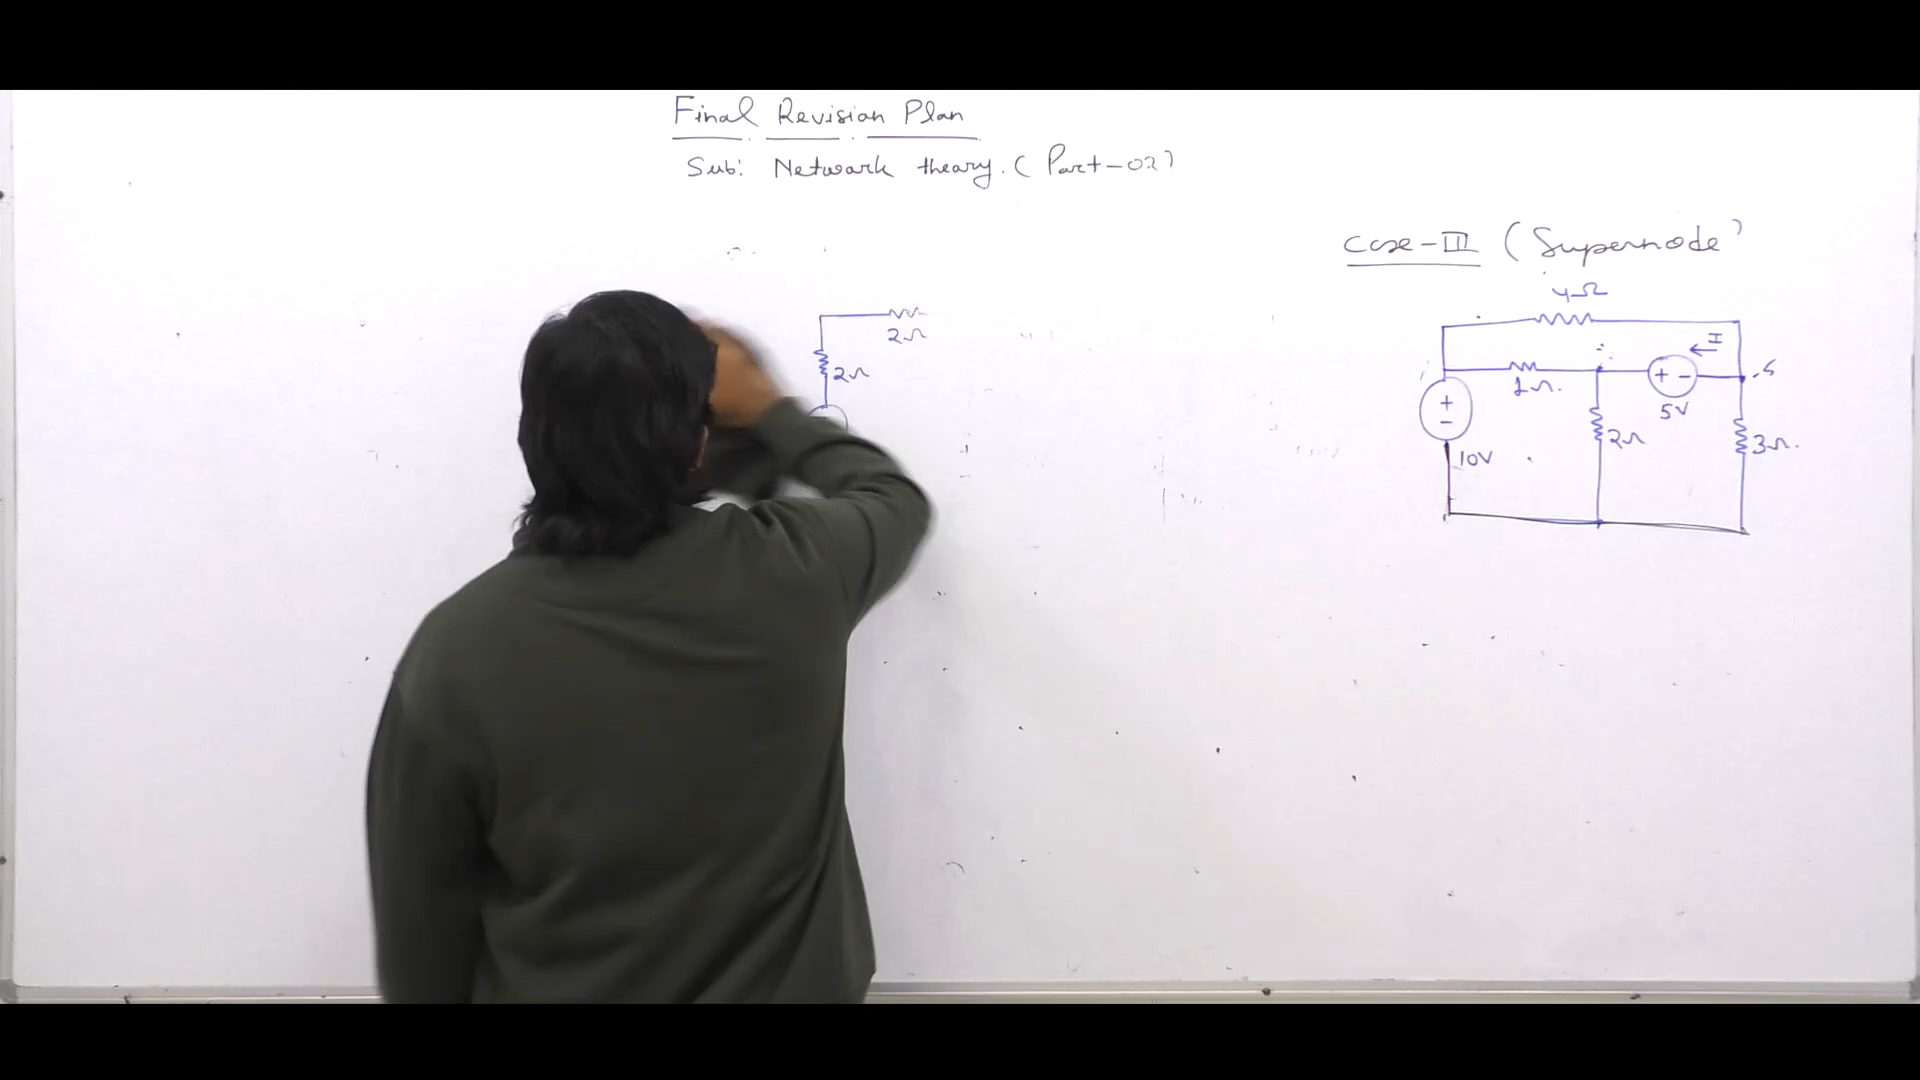 Final Revision Plan
Sub: Network theory. (Part-02)
Case-III (Supernode)
4Ω
2Ω
2Ω
I
1Ω.
+ -
5V
+
-
10V
2Ω
3Ω.